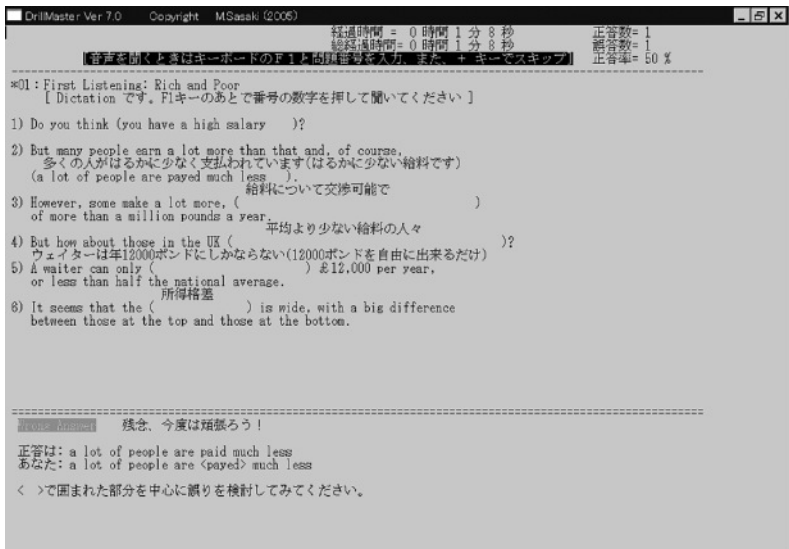 DrillMaster Ver 7.0 Copyright M.Sasaki (2005)
経過時間 = 0 時間 1 分 8 秒 正答数= 1
総経過時間= 0 時間 1 分 8 秒 誤答数= 1
[音声を聞くときはキーボードのF1と問題番号を入力、また、+ キーでスキップ] 正答率= 50 %
*01:First Listening: Rich and Poor
[ Dictation です。F1キーのあとで番号の数字を押して聞いてください ]
1) Do you think (you have a high salary )?
2) But many people earn a lot more than that and, of course,
多くの人がはるかに少なく支払われています(はるかに少ない給料です)
(a lot of people are payed much less ).
給料について交渉可能で
3) However, some make a lot more, ( )
of more than a million pounds a year.
平均より少ない給料の人々
4) But how about those in the UK ( )?
ウェイターは年12000ポンドにしかならない(12000ポンドを自由に出来るだけ)
5) A waiter can only ( ) £12,000 per year,
or less than half the national average.
所得格差
6) It seems that the ( ) is wide, with a big difference
between those at the top and those at the bottom.
Wrong Answer 残念、今度は頑張ろう!
正答は: a lot of people are paid much less
あなた: a lot of people are <payed> much less
< >で囲まれた部分を中心に誤りを検討してみてください。